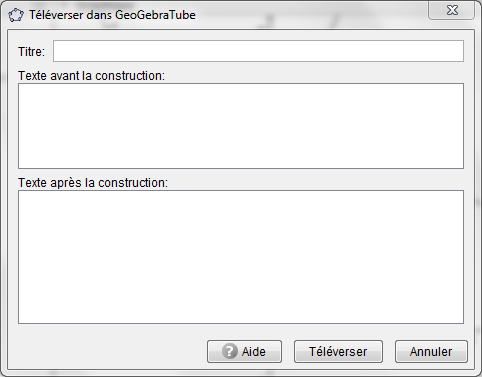 Téléverser dans GeoGebraTube
Titre:
Texte avant la construction:
Texte après la construction:
? Aide
Téléverser
Annuler